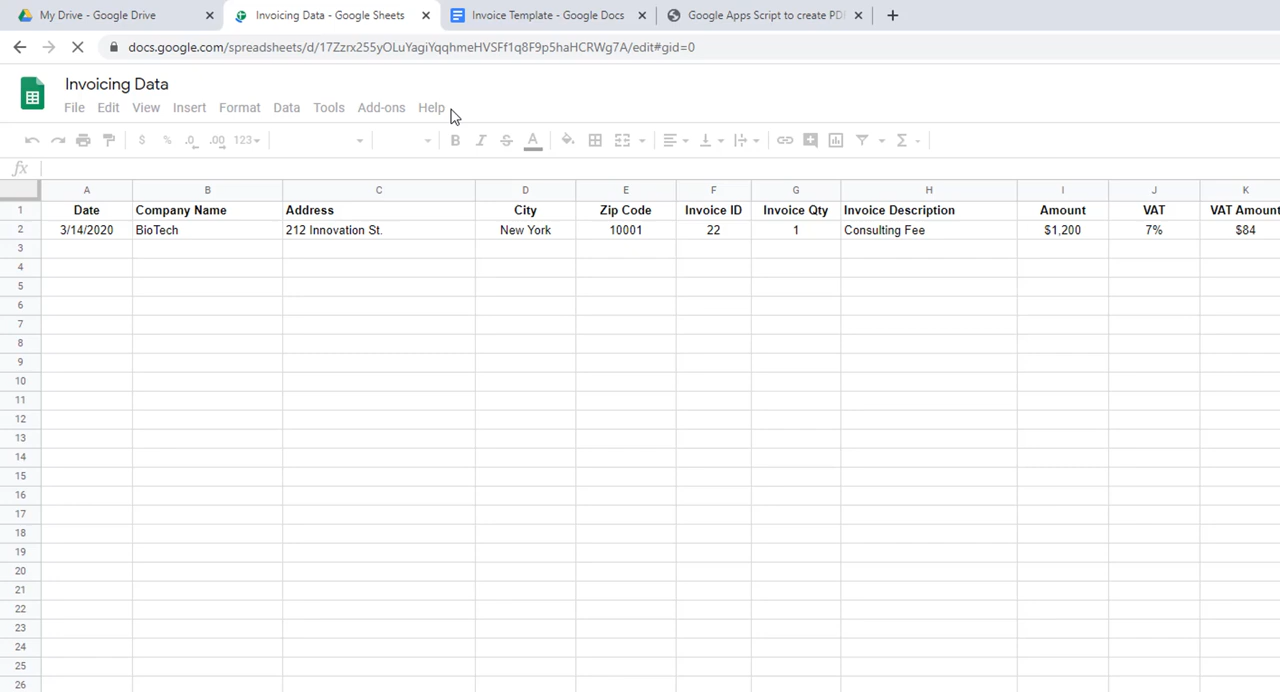 My Drive - Google Drive
Invoicing Data - Google Sheets
Invoice Template - Google Docs
Google Apps Script to create PDF
docs.google.com/spreadsheets/d/17Zzrx255yOLuYagiYqqhmeHVSFf1q8F9p5haHCRWg7A/edit#gid=0
Invoicing Data
File Edit View Insert Format Data Tools Add-ons Help
$ % .0 .00 123 B I S A Σ
fx
A B C D E F G H I J K
1 Date Company Name Address City Zip Code Invoice ID Invoice Qty Invoice Description Amount VAT VAT Amount
2 3/14/2020 BioTech 212 Innovation St. New York 10001 22 1 Consulting Fee $1,200 7% $84
3
4
5
6
7
8
9
10
11
12
13
14
15
16
17
18
19
20
21
22
23
24
25
26